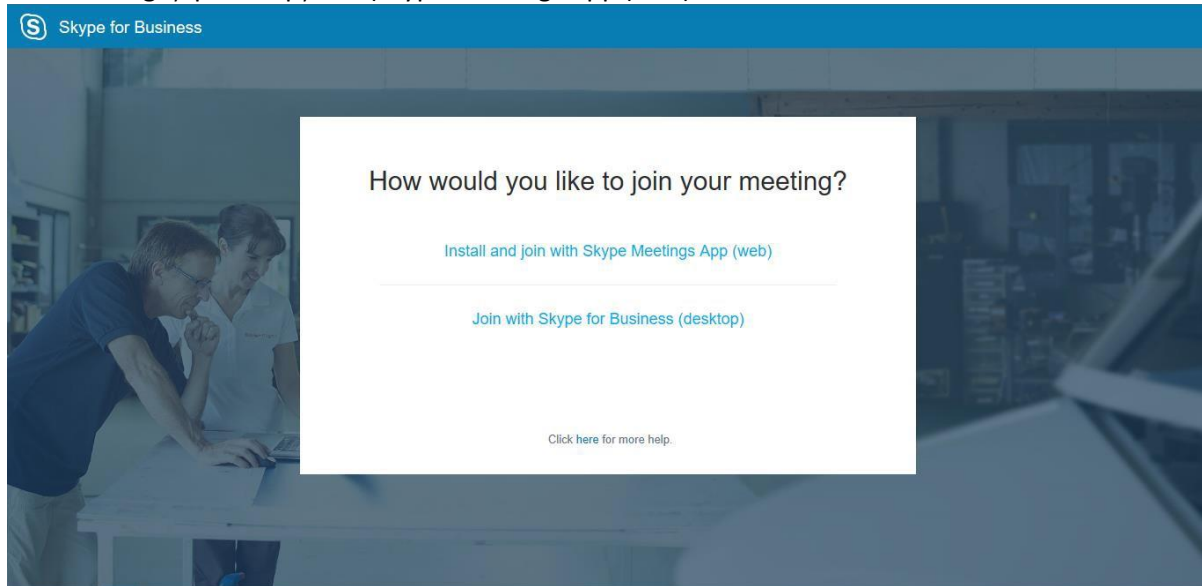 Skype for Business
How would you like to join your meeting?
Install and join with Skype Meetings App (web)
Join with Skype for Business (desktop)
Click here for more help.